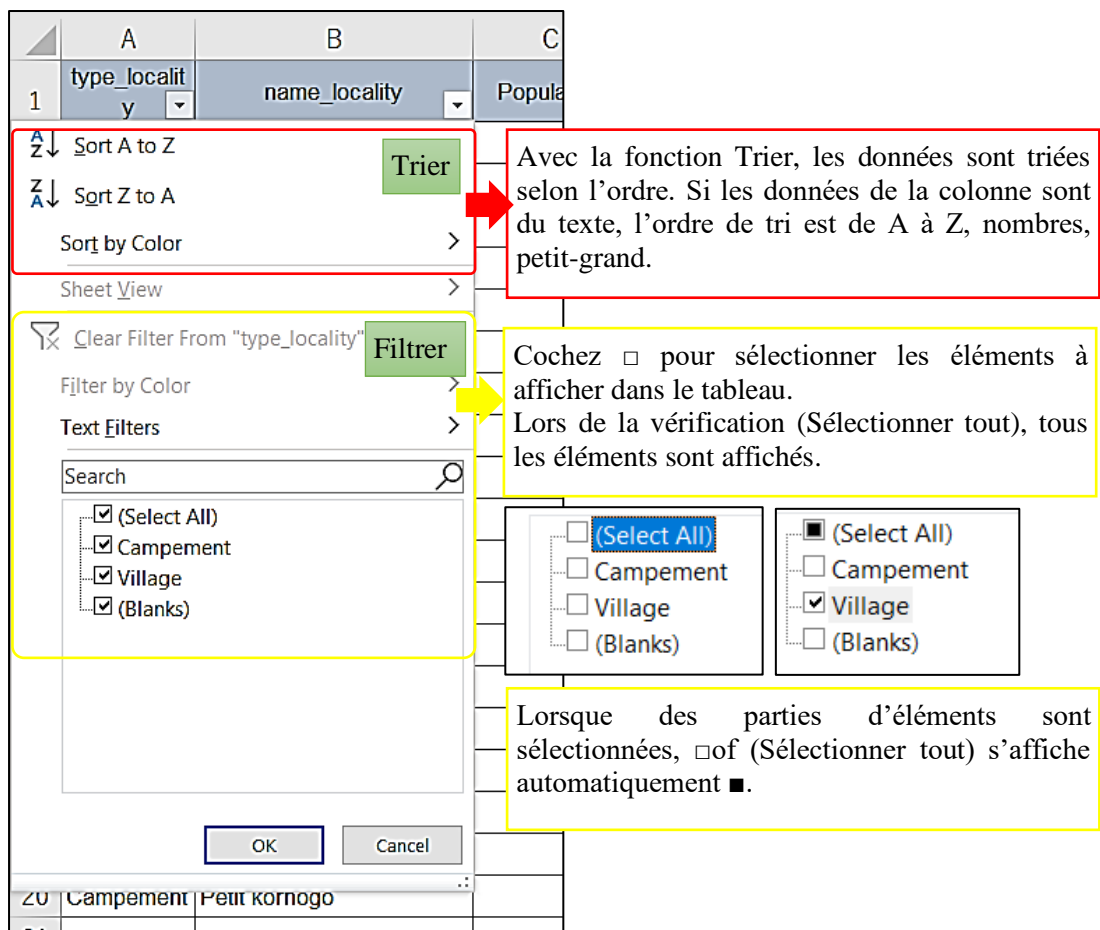 A B C
type_localit
1 y name_locality Popula
Sort A to Z
Trier
Sort Z to A
Sort by Color
Avec la fonction Trier, les données sont triées
selon l’ordre. Si les données de la colonne sont
du texte, l’ordre de tri est de A à Z, nombres,
petit-grand.
Sheet View
Clear Filter From "type_locality"
Filtrer
Filter by Color
Text Filters
Cochez □ pour sélectionner les éléments à
afficher dans le tableau.
Lors de la vérification (Sélectionner tout), tous
les éléments sont affichés.
Search
(Select All)
Campement
Village
(Blanks)
(Select All)
Campement
Village
(Blanks)
(Select All)
Campement
Village
(Blanks)
Lorsque des parties d’éléments sont
sélectionnées, □of (Sélectionner tout) s’affiche
automatiquement ■.
OK Cancel
20 Campement Petit kornogo